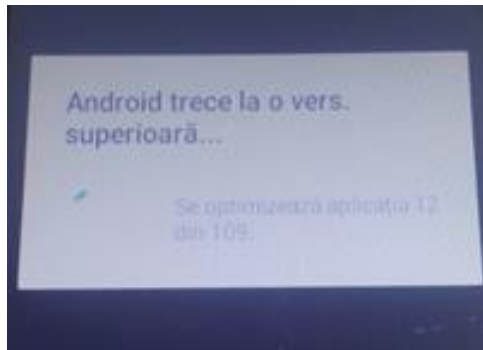 Android trece la o vers.
superioară...
Se optimizează aplicația 12
din 109.